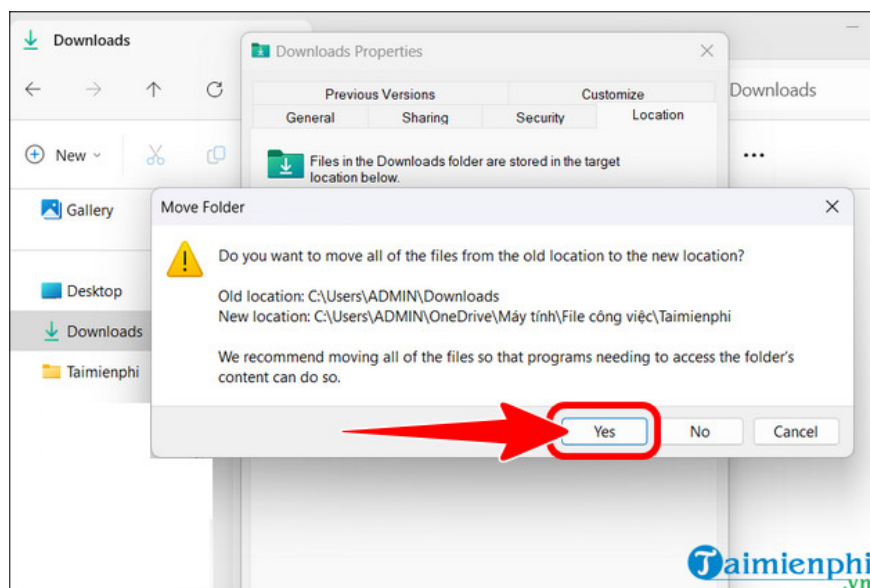 Downloads
Downloads Properties
Previous Versions
Customize
Downloads
General
Sharing
Security
Location
New
Files in the Downloads folder are stored in the target
location below.
Gallery
Move Folder
Do you want to move all of the files from the old location to the new location?
Old location: C:\Users\ADMIN\Downloads
New location: C:\Users\ADMIN\OneDrive\Máy tính\File công việc\Taimienphi
We recommend moving all of the files so that programs needing to access the folder's
content can do so.
Desktop
Downloads
Taimienphi
Yes
No
Cancel
Taimienphi
.vn